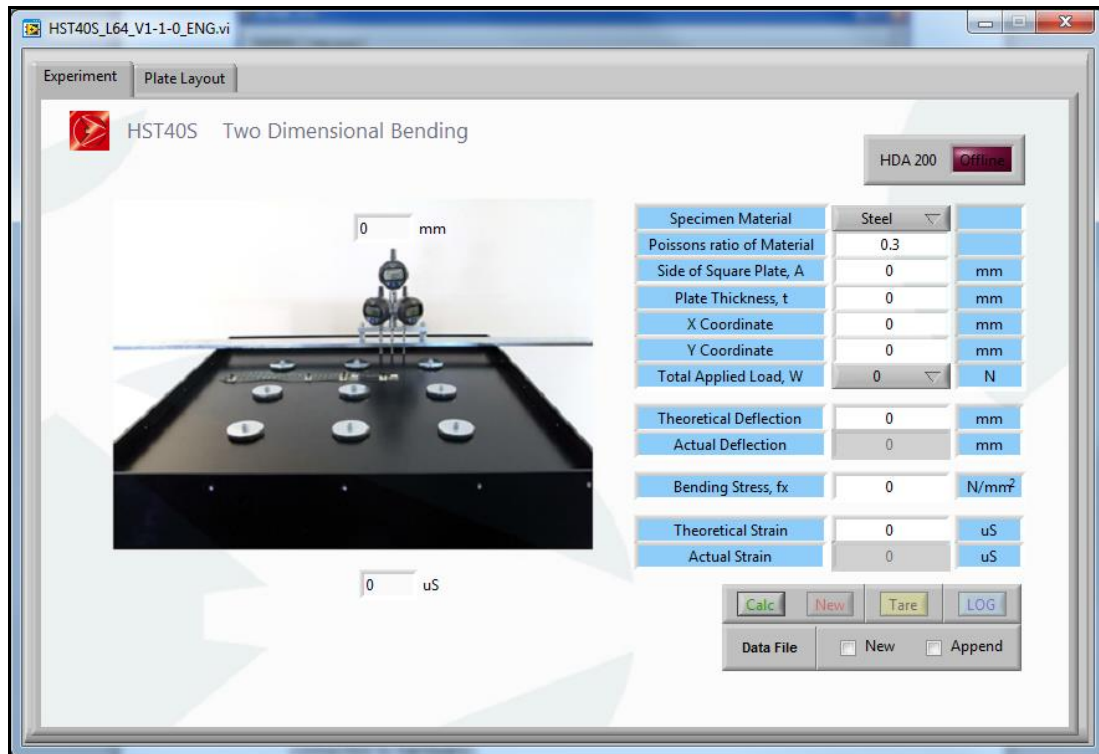 HST40S_L64_V1-1-0_ENG.vi
Experiment Plate Layout
HST40S Two Dimensional Bending
HDA 200 Offline
0 mm
Specimen Material Steel
Poissons ratio of Material 0.3
Side of Square Plate, A 0 mm
Plate Thickness, t 0 mm
X Coordinate 0 mm
Y Coordinate 0 mm
Total Applied Load, W 0 N
Theoretical Deflection 0 mm
Actual Deflection 0 mm
Bending Stress, fx 0 N/mm²
Theoretical Strain 0 uS
Actual Strain 0 uS
0 uS
Calc New Tare LOG
Data File New Append